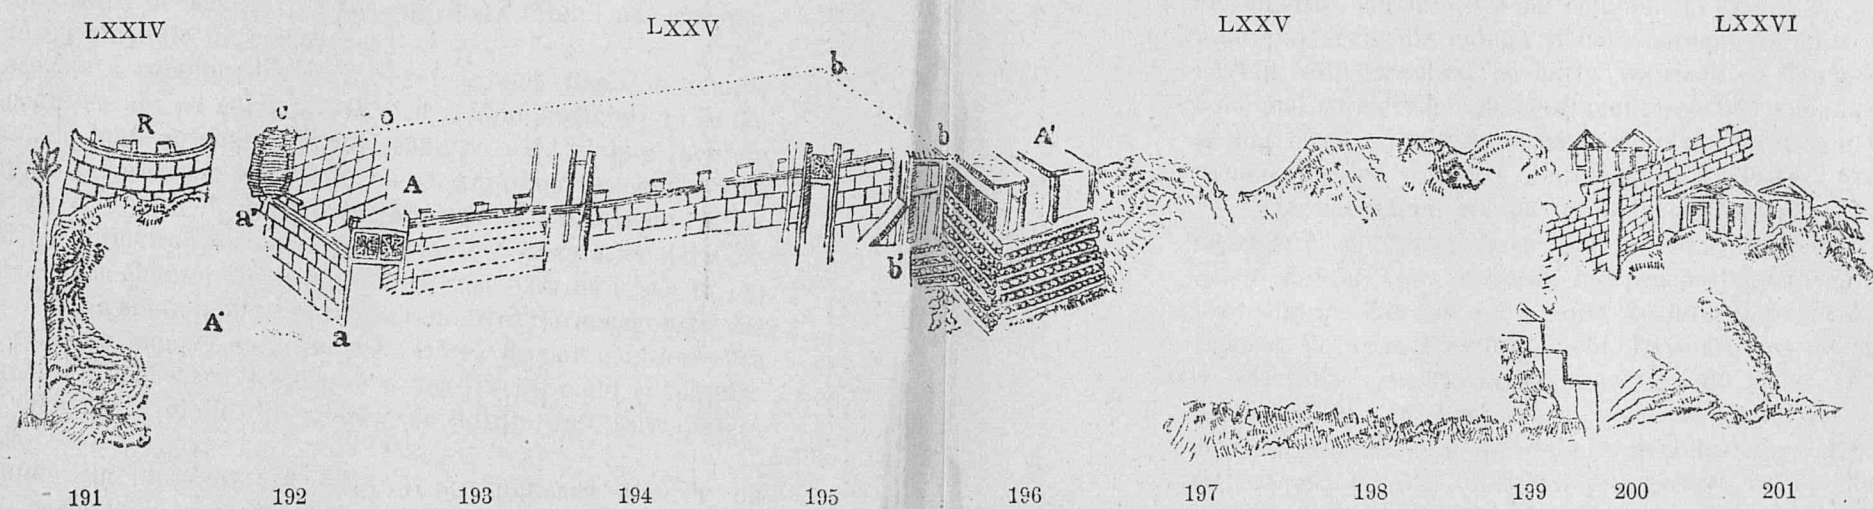 LXXIV LXXV LXXV LXXVI
b
R c c b A'
A
a'
b'
A'
a
191 192 193 194 195 196 197 198 199 200 201